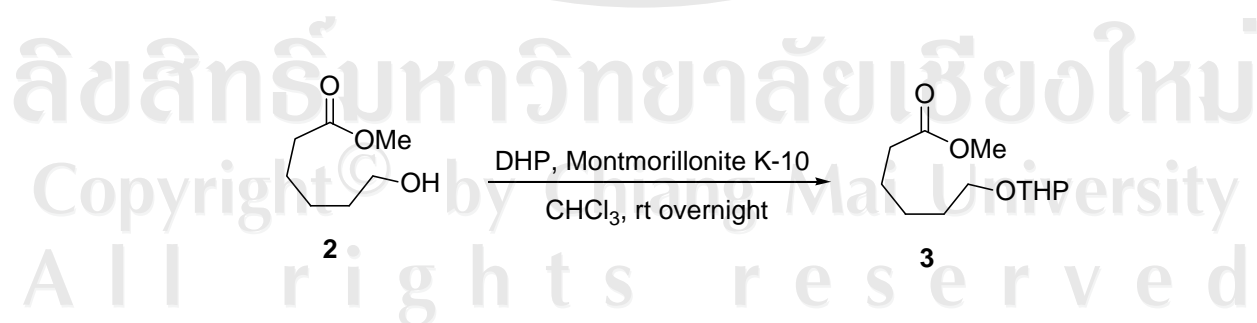 ลิขสิทธิ์มหาวิทยาลัยเชียงใหม่
Copyright © by Chiang Mai University
All rights reserved
O
OMe
OH
2
DHP, Montmorillonite K-10
CHCl3, rt overnight
O
OMe
OTHP
3